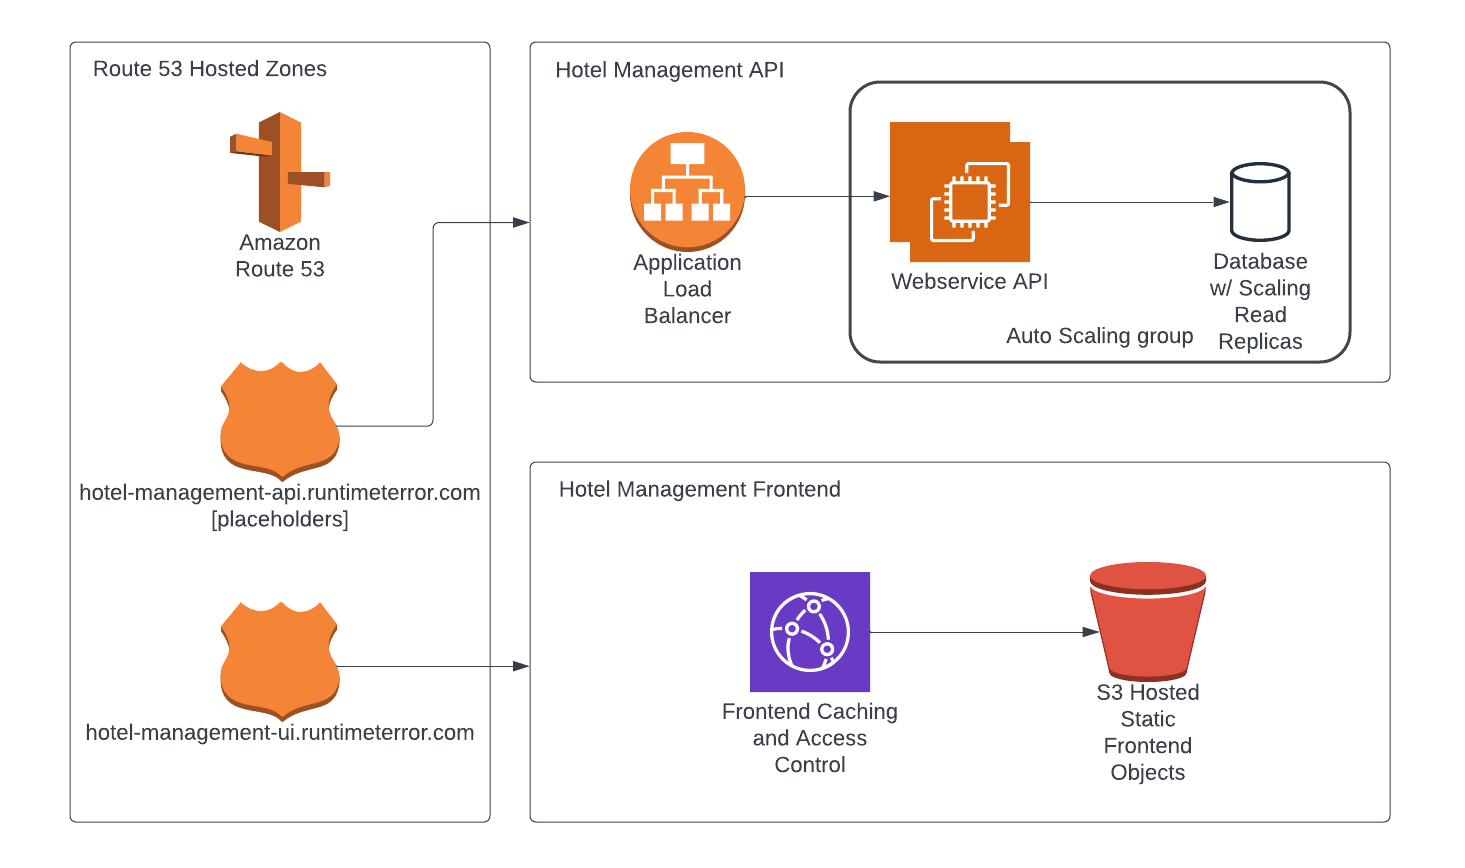 Route 53 Hosted Zones
Amazon
Route 53
hotel-management-api.runtimeterror.com
[placeholders]
hotel-management-ui.runtimeterror.com
Hotel Management API
Application
Load
Balancer
Webservice API
Auto Scaling group
Database
w/ Scaling
Read
Replicas
Hotel Management Frontend
Frontend Caching
and Access
Control
S3 Hosted
Static
Frontend
Objects